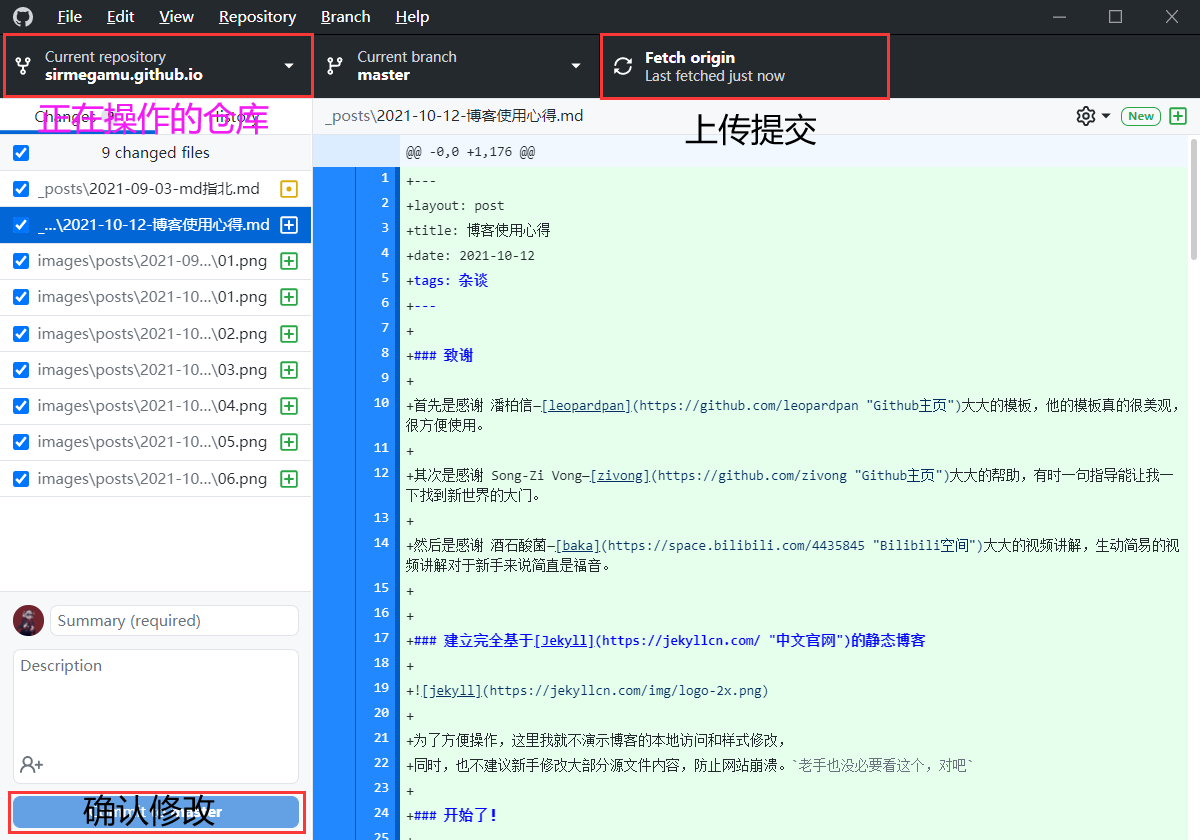 File Edit View Repository Branch Help
Current repository
sirmegamu.github.io
Current branch
master
Fetch origin
Last fetched just now
正在操作的仓库
Changes
History
_posts\2021-10-12-博客使用心得.md
New
上传提交
9 changed files
_posts\2021-09-03-md指北.md
_...\2021-10-12-博客使用心得.md
images\posts\2021-09...\01.png
images\posts\2021-10...\01.png
images\posts\2021-10...\02.png
images\posts\2021-10...\03.png
images\posts\2021-10...\04.png
images\posts\2021-10...\05.png
images\posts\2021-10...\06.png
Summary (required)
Description
确认修改
master
@@ -0,0 +1,176 @@
1 +---
2 +layout: post
3 +title: 博客使用心得
4 +date: 2021-10-12
5 +tags: 杂谈
6 +---
7 +
8 +### 致谢
9 +
10 +首先是感谢 潘柏信—[leopardpan](https://github.com/leopardpan "Github主页")大大的模板，他的模板真的很美观，
很方便使用。
11 +
12 +其次是感谢 Song-Zi Vong—[zivong](https://github.com/zivong "Github主页")大大的帮助，有时一句指导能让我一
下找到新世界的大门。
13 +
14 +然后是感谢 酒石酸菌—[baka](https://space.bilibili.com/4435845 "Bilibili空间")大大的视频讲解，生动简易的视
频讲解对于新手来说简直是福音。
15 +
16 +
17 +### 建立完全基于[Jekyll](https://jekyllcn.com/ "中文官网")的静态博客
18 +
19 +![jekyll](https://jekyllcn.com/img/logo-2x.png)
20 +
21 +为了方便操作，这里我就不演示博客的本地访问和样式修改，
22 +同时，也不建议新手修改大部分源文件内容，防止网站崩溃。`老手也没必要看这个，对吧`
23 +
24 +### 开始了！
25